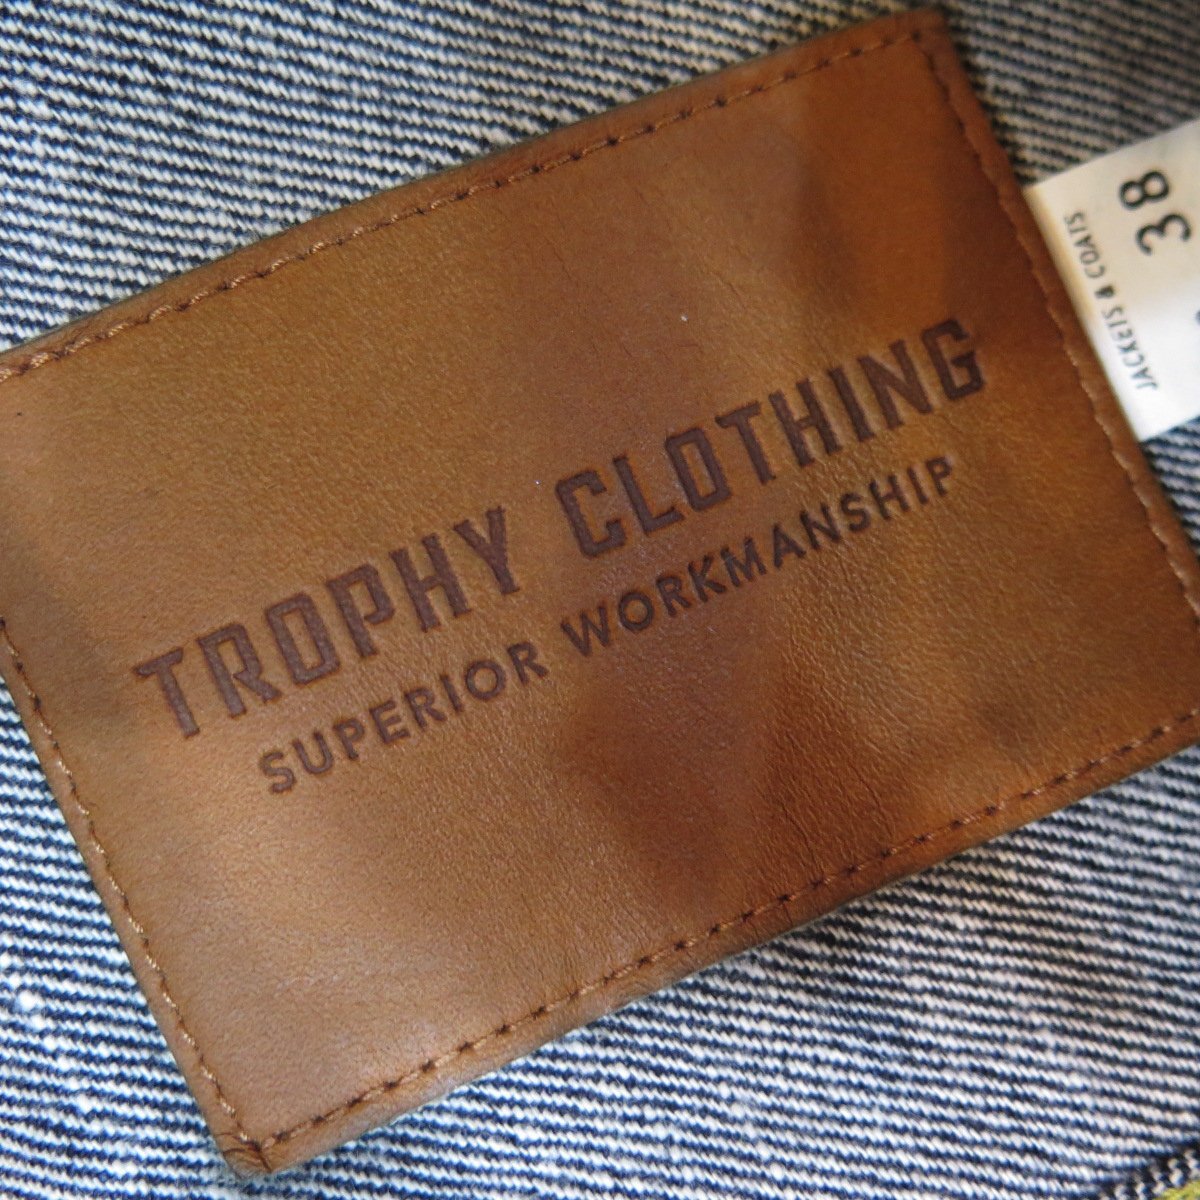 TROPHY CLOTHING
SUPERIOR WORKMANSHIP
38
JACKETS & COATS